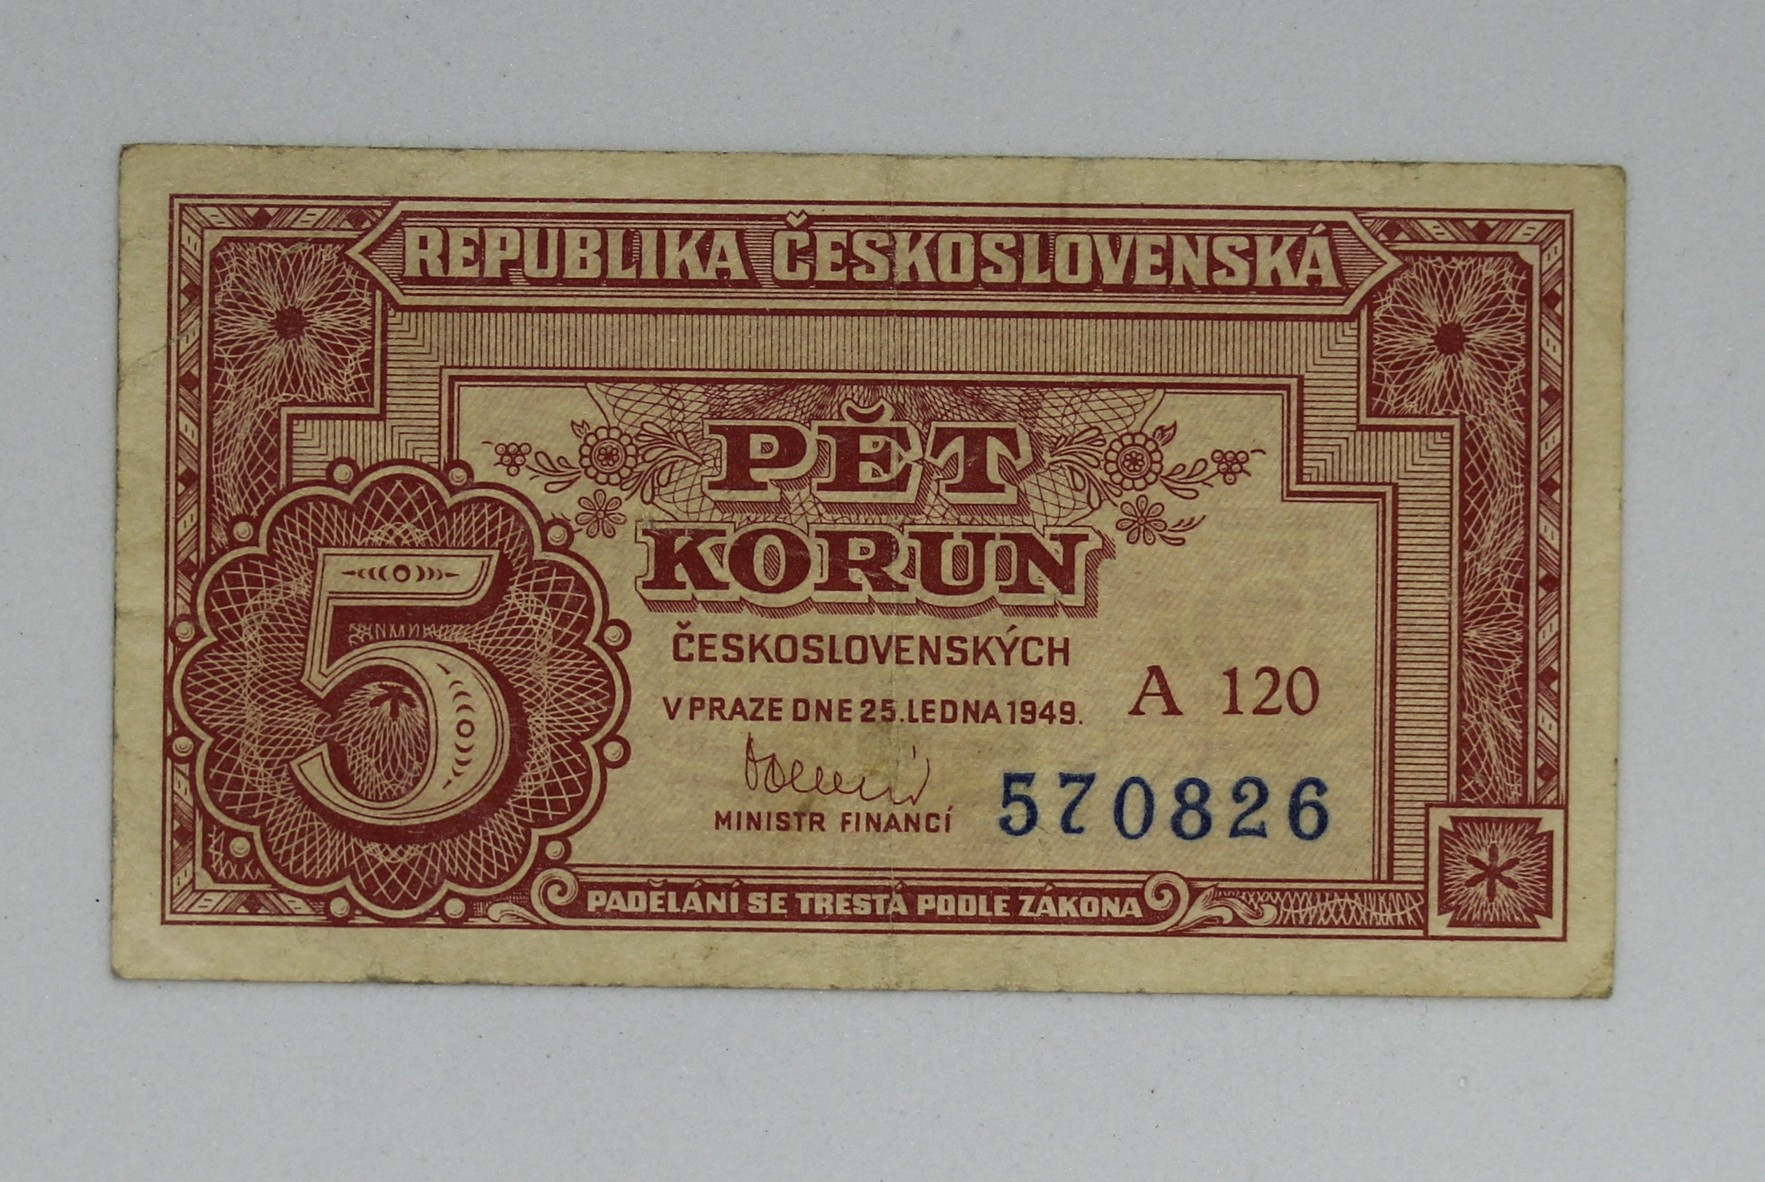 REPUBLIKA ČESKOSLOVENSKÁ
PĚT
KORUN
ČESKOSLOVENSKÝCH
V PRAZE DNE 25. LEDNA 1949.
A 120
MINISTR FINANCÍ
570826
5
PADĚLÁNÍ SE TRESTÁ PODLE ZÁKONA